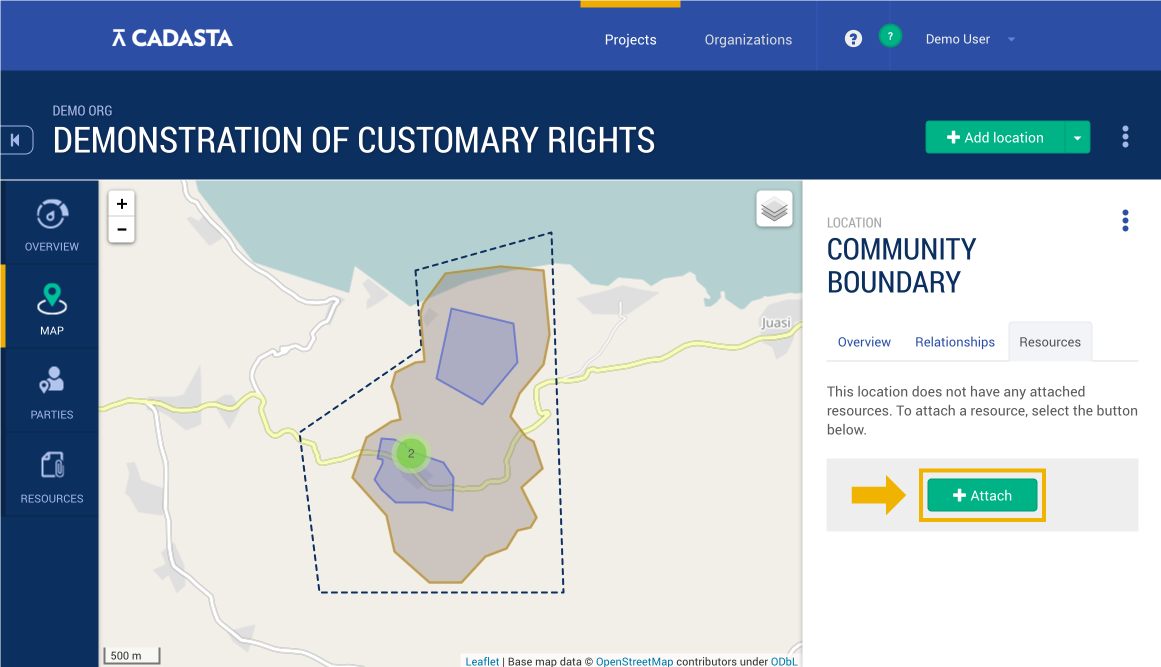 CADASTA
Projects
Organizations
?
?
Demo User
DEMO ORG
DEMONSTRATION OF CUSTOMARY RIGHTS
+ Add location
OVERVIEW
MAP
PARTIES
RESOURCES
+
−
Juasi
2
500 m
Leaflet | Base map data © OpenStreetMap contributors under ODbL
LOCATION
COMMUNITY
BOUNDARY
Overview
Relationships
Resources
This location does not have any attached
resources. To attach a resource, select the button
below.
+ Attach